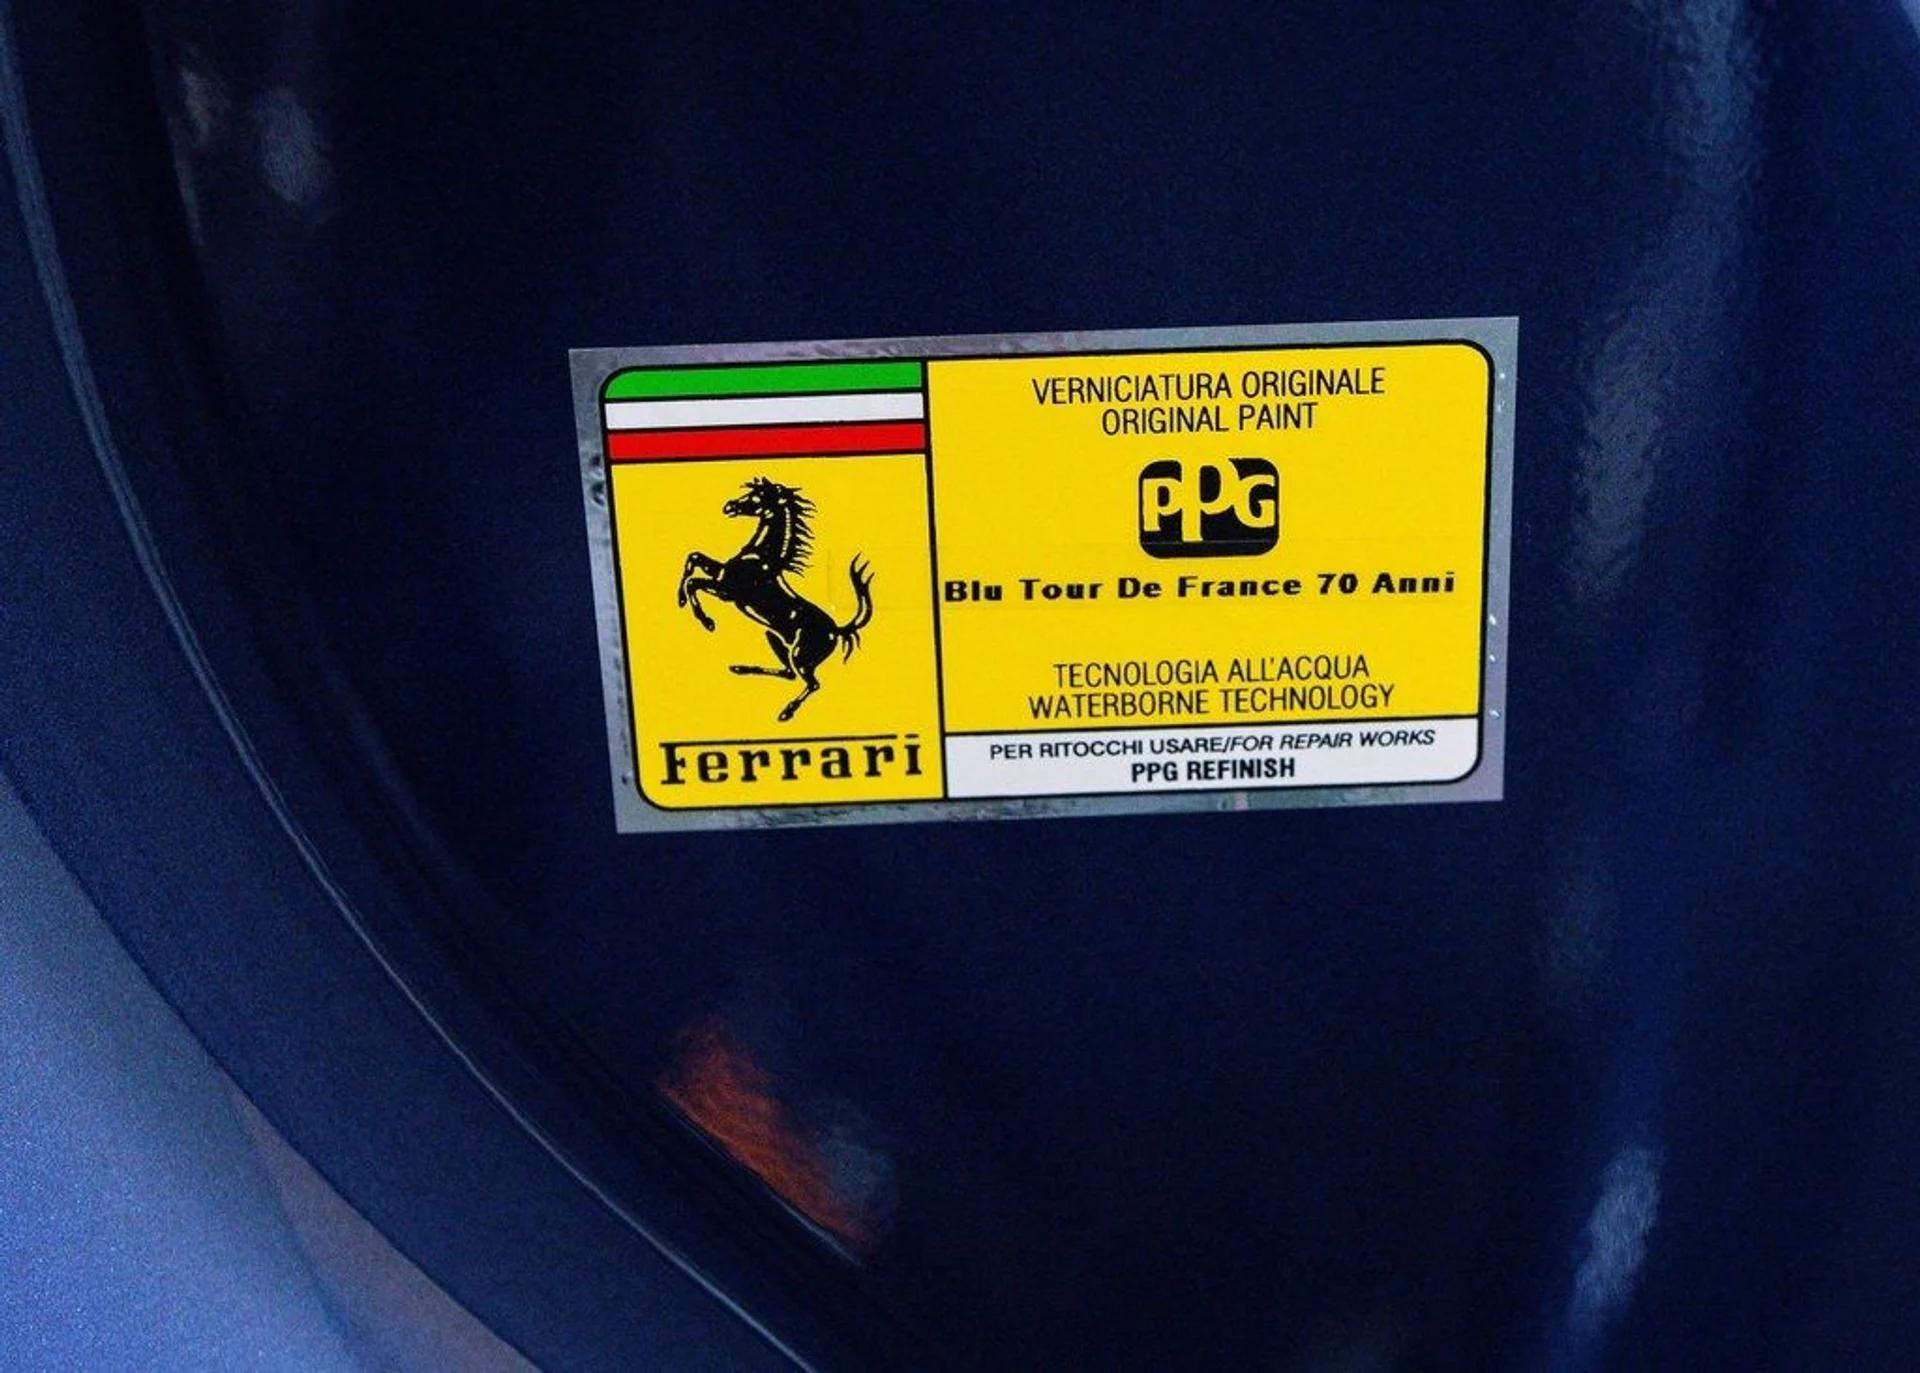 VERNICIATURA ORIGINALE
ORIGINAL PAINT
PPG
Blu Tour De France 70 Anni
TECNOLOGIA ALL'ACQUA
WATERBORNE TECHNOLOGY
PER RITOCCHI USARE/FOR REPAIR WORKS
PPG REFINISH
Ferrari